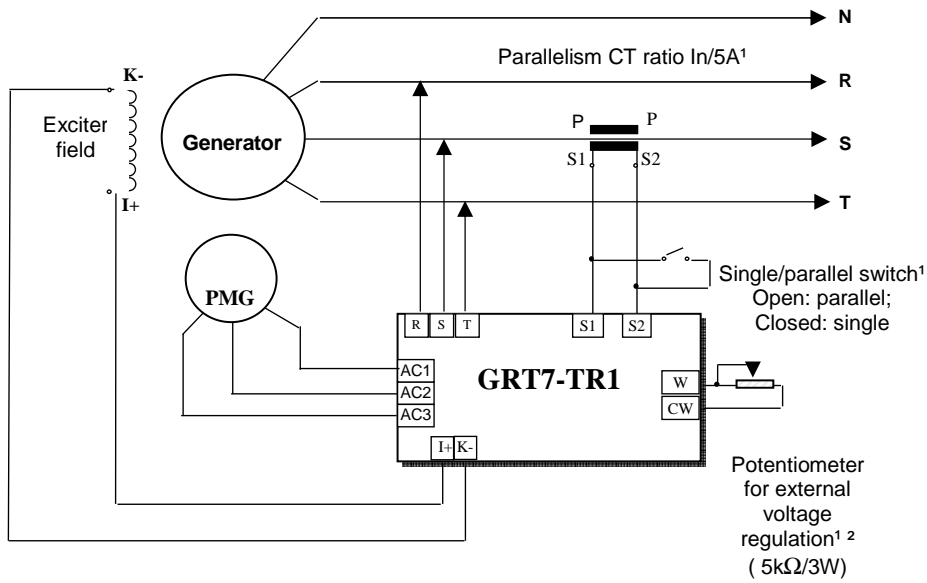 N
Parallelism CT ratio In/5A¹
K-
R
Exciter
field
Generator
P
P
S
S1
S2
I+
T
PMG
Single/parallel switch¹
Open: parallel;
Closed: single
R
S
T
S1
S2
AC1
AC2
AC3
GRT7-TR1
W
CW
I+
K-
Potentiometer
for external
voltage
regulation¹ ²
( 5kΩ/3W)